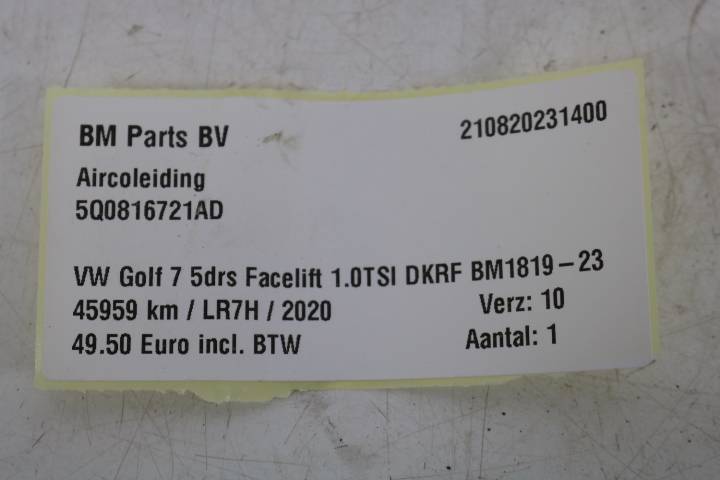 BM Parts BV 210820231400
Aircoleiding
5Q0816721AD
VW Golf 7 5drs Facelift 1.0TSI DKRF BM1819-23
45959 km / LR7H / 2020 Verz: 10
49.50 Euro incl. BTW Aantal: 1